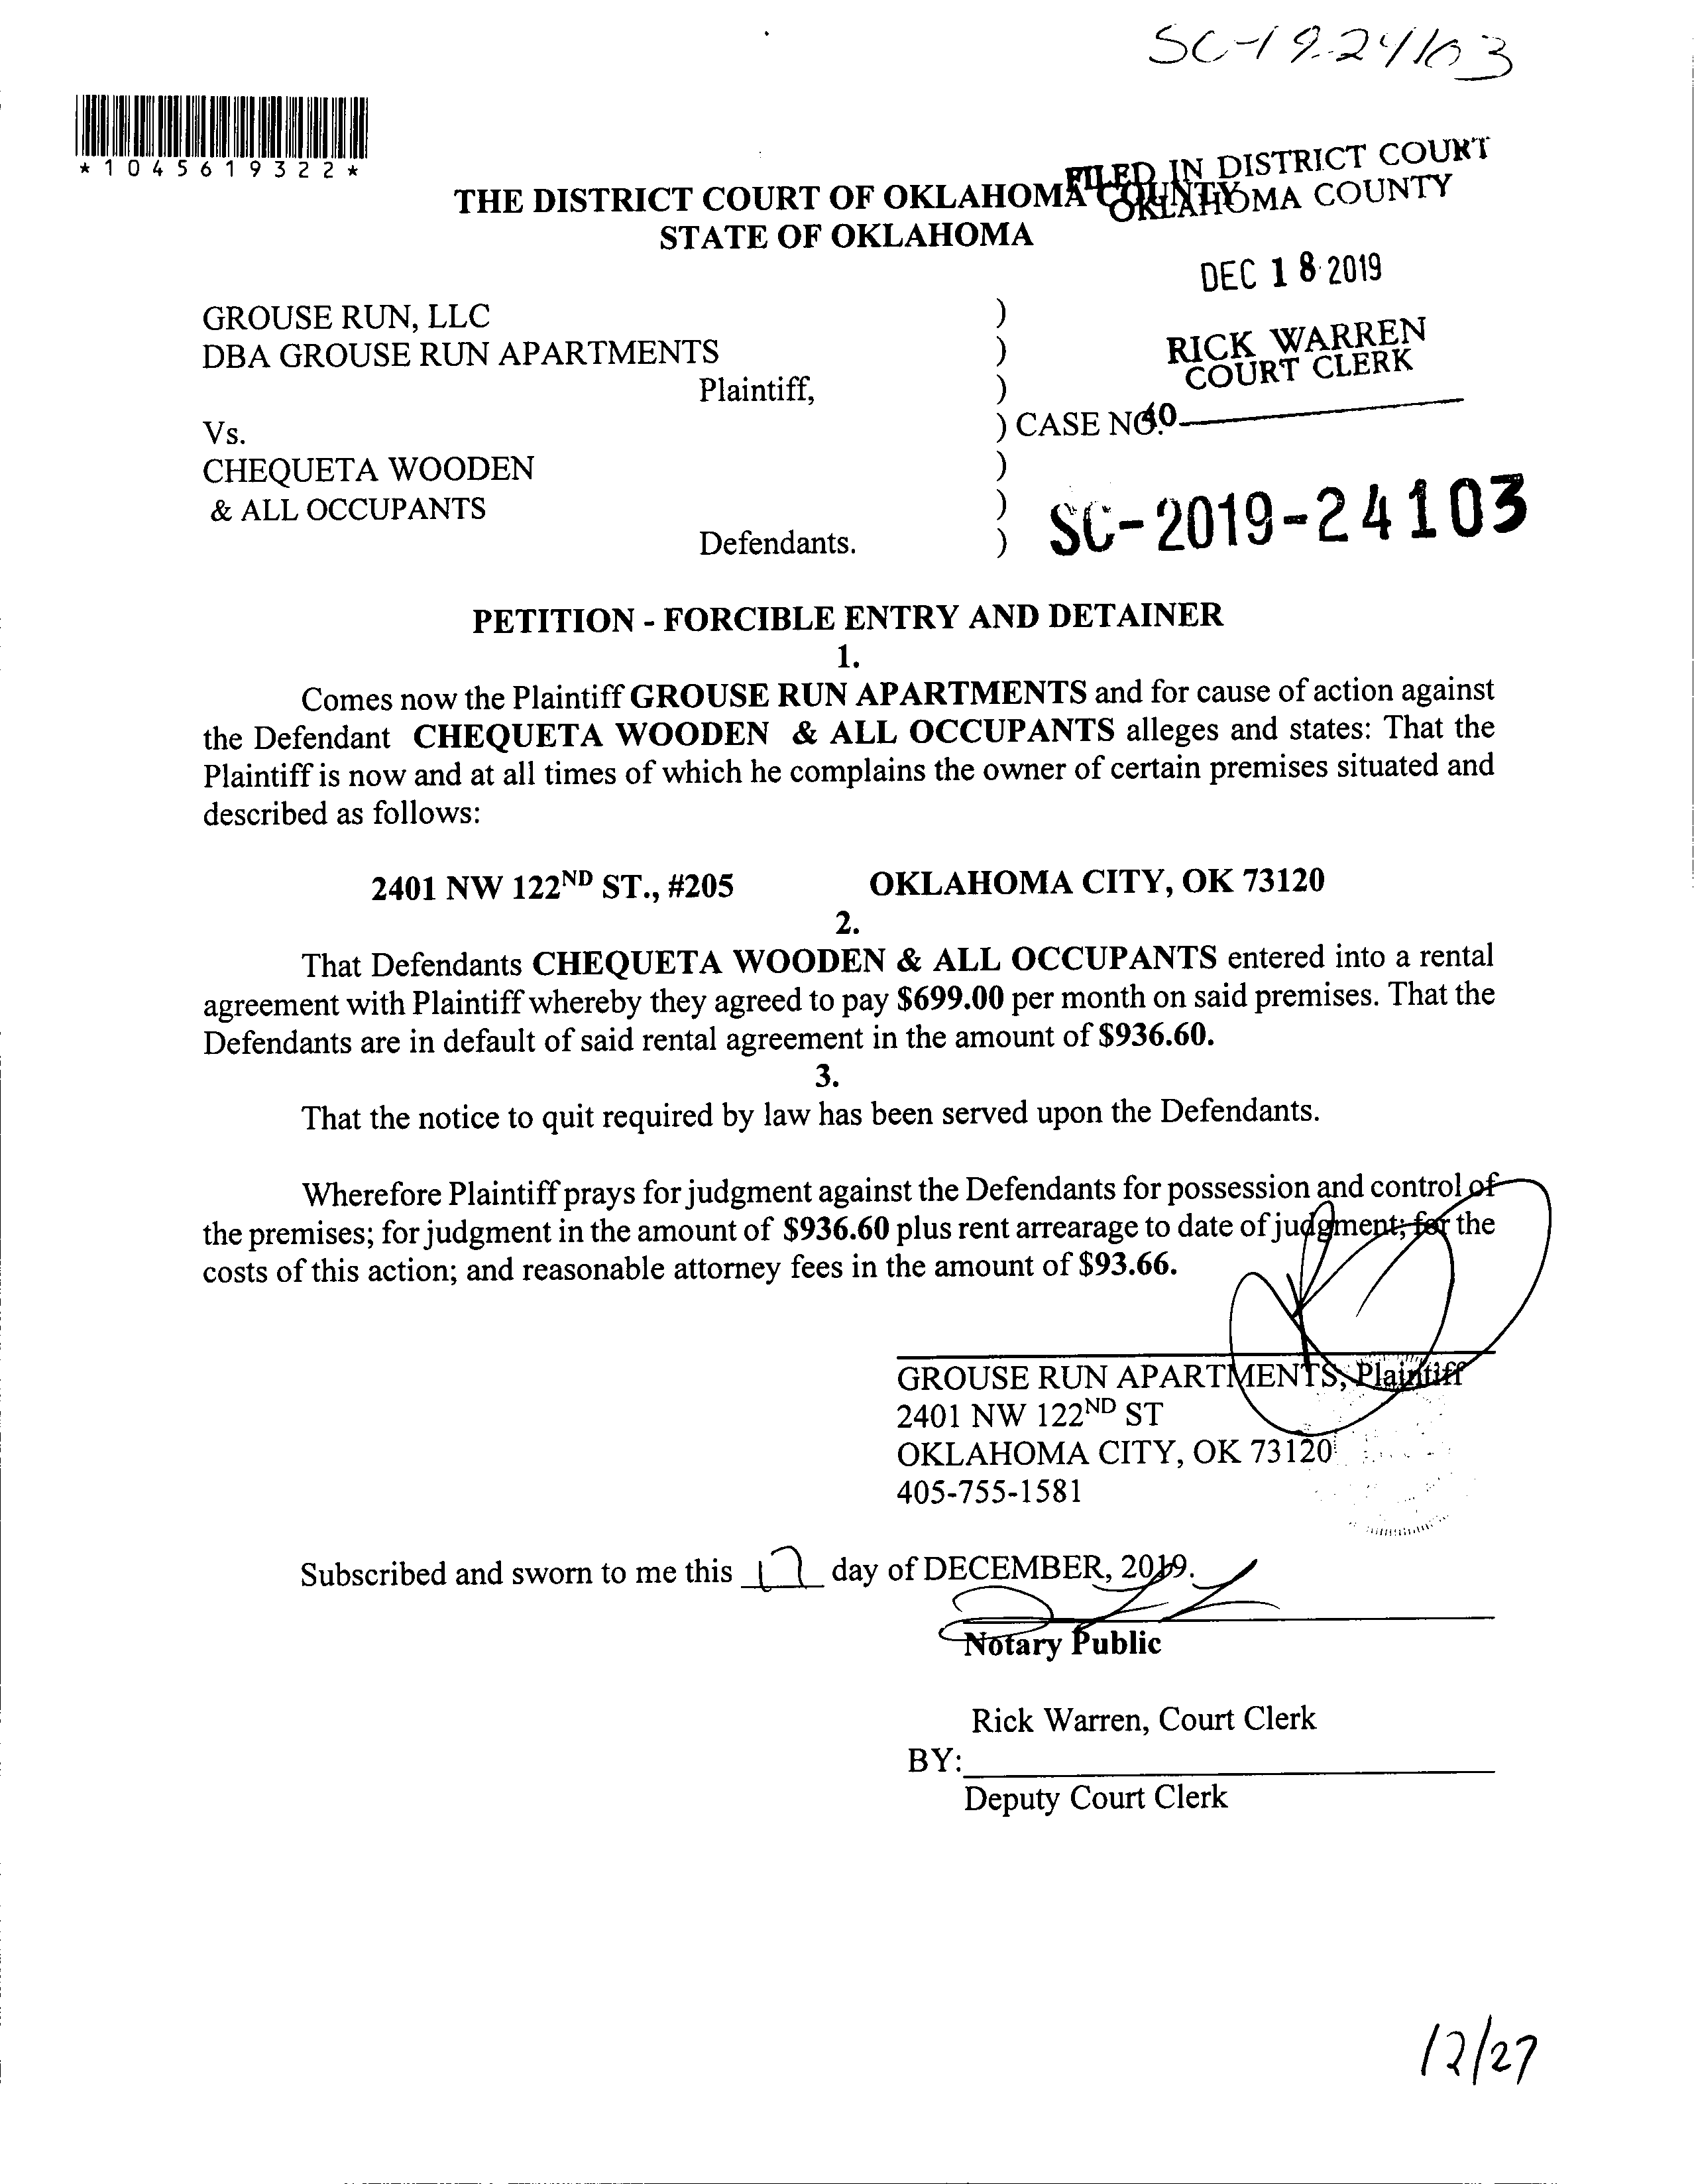 SC-19-24103
*1045619322*
FILED IN DISTRICT COURT
OKLAHOMA COUNTY
THE DISTRICT COURT OF OKLAHOMA COUNTY
STATE OF OKLAHOMA
DEC 18 2019
GROUSE RUN, LLC )
DBA GROUSE RUN APARTMENTS )
RICK WARREN
COURT CLERK
Plaintiff, )
Vs. ) CASE NO.
40
CHEQUETA WOODEN )
& ALL OCCUPANTS )
SC-2019-24103
Defendants. )
PETITION - FORCIBLE ENTRY AND DETAINER
1.
Comes now the Plaintiff GROUSE RUN APARTMENTS and for cause of action against
the Defendant CHEQUETA WOODEN & ALL OCCUPANTS alleges and states: That the
Plaintiff is now and at all times of which he complains the owner of certain premises situated and
described as follows:
2401 NW 122ND ST., #205 OKLAHOMA CITY, OK 73120
2.
That Defendants CHEQUETA WOODEN & ALL OCCUPANTS entered into a rental
agreement with Plaintiff whereby they agreed to pay $699.00 per month on said premises. That the
Defendants are in default of said rental agreement in the amount of $936.60.
3.
That the notice to quit required by law has been served upon the Defendants.
Wherefore Plaintiff prays for judgment against the Defendants for possession and control of
the premises; for judgment in the amount of $936.60 plus rent arrearage to date of judgment; for the
costs of this action; and reasonable attorney fees in the amount of $93.66.
GROUSE RUN APARTMENTS, Plaintiff
2401 NW 122ND ST
OKLAHOMA CITY, OK 73120
405-755-1581
Subscribed and sworn to me this 17 day of DECEMBER, 2019.
Notary Public
Rick Warren, Court Clerk
BY:
Deputy Court Clerk
12/27